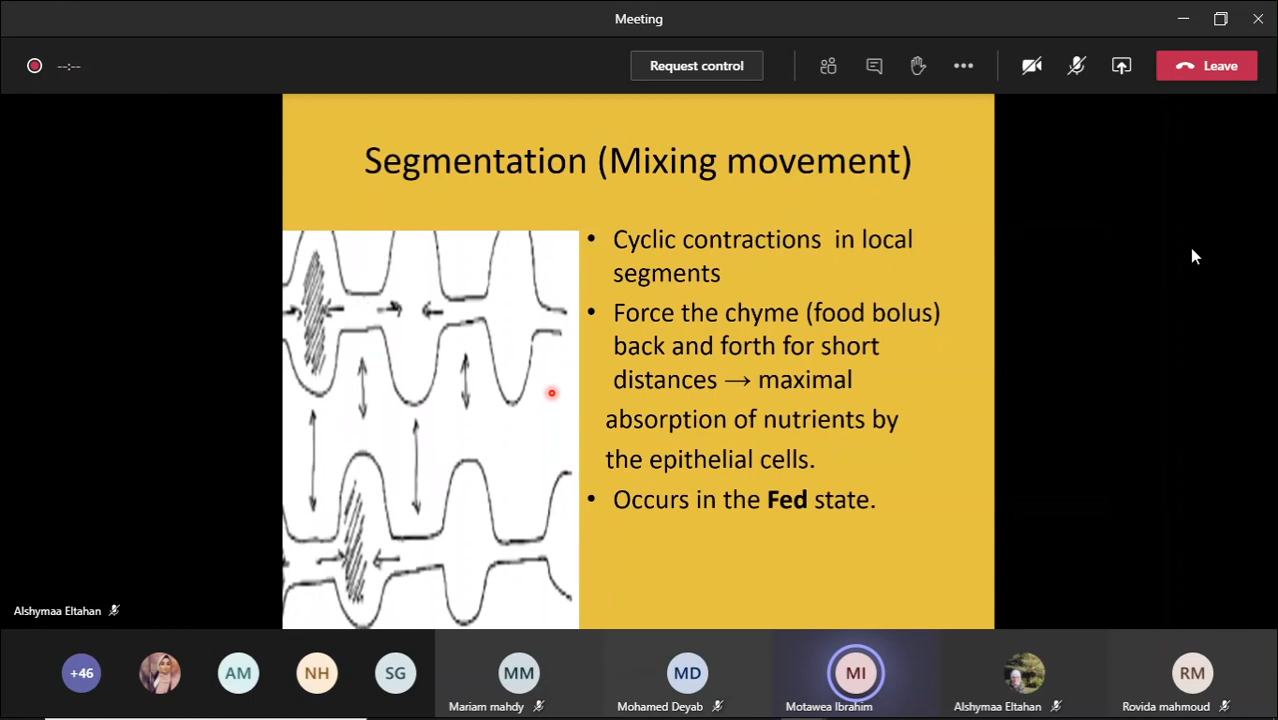 Meeting
--:--
Request control
Leave
Segmentation (Mixing movement)
• Cyclic contractions in local
segments
• Force the chyme (food bolus)
back and forth for short
distances → maximal
absorption of nutrients by
the epithelial cells.
• Occurs in the Fed state.
Alshymaa Eltahan
+46
AM
NH
SG
MM
MD
MI
RM
Mariam mahdy
Mohamed Deyab
Motawea Ibrahim
Alshymaa Eltahan
Rovida mahmoud